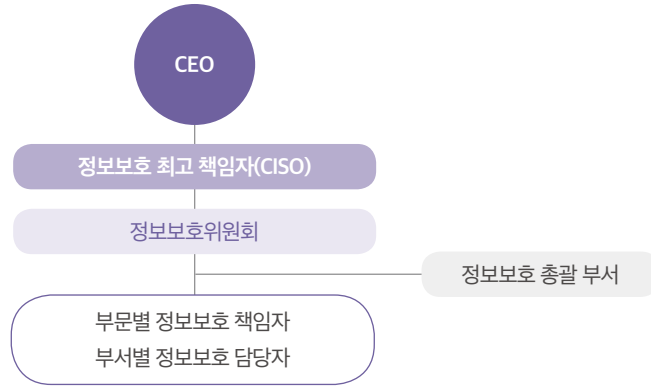 CEO
정보보호 최고 책임자(CISO)
정보보호위원회
정보보호 총괄 부서
부문별 정보보호 책임자
부서별 정보보호 담당자